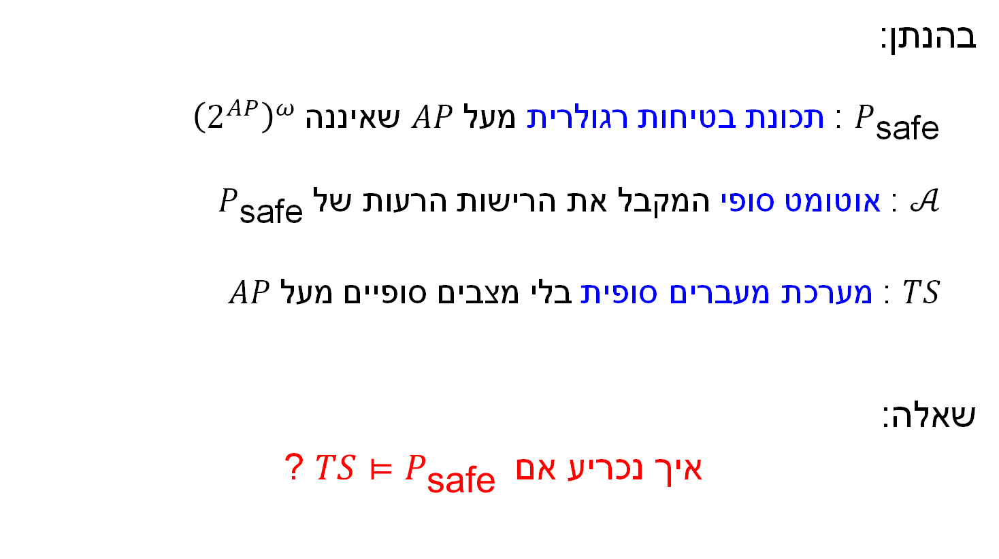 בהנתן:
$P_{\text{safe}}$ : תכונת בטיחות רגולרית מעל $AP$ שאיננה $(2^{AP})^{\omega}$
$\mathcal{A}$ : אוטומט סופי המקבל את הרישות הרעות של $P_{\text{safe}}$
$TS$ : מערכת מעברים סופית בלי מצבים סופיים מעל $AP$
שאלה:
איך נכריע אם $TS \models P_{\text{safe}}$ ?